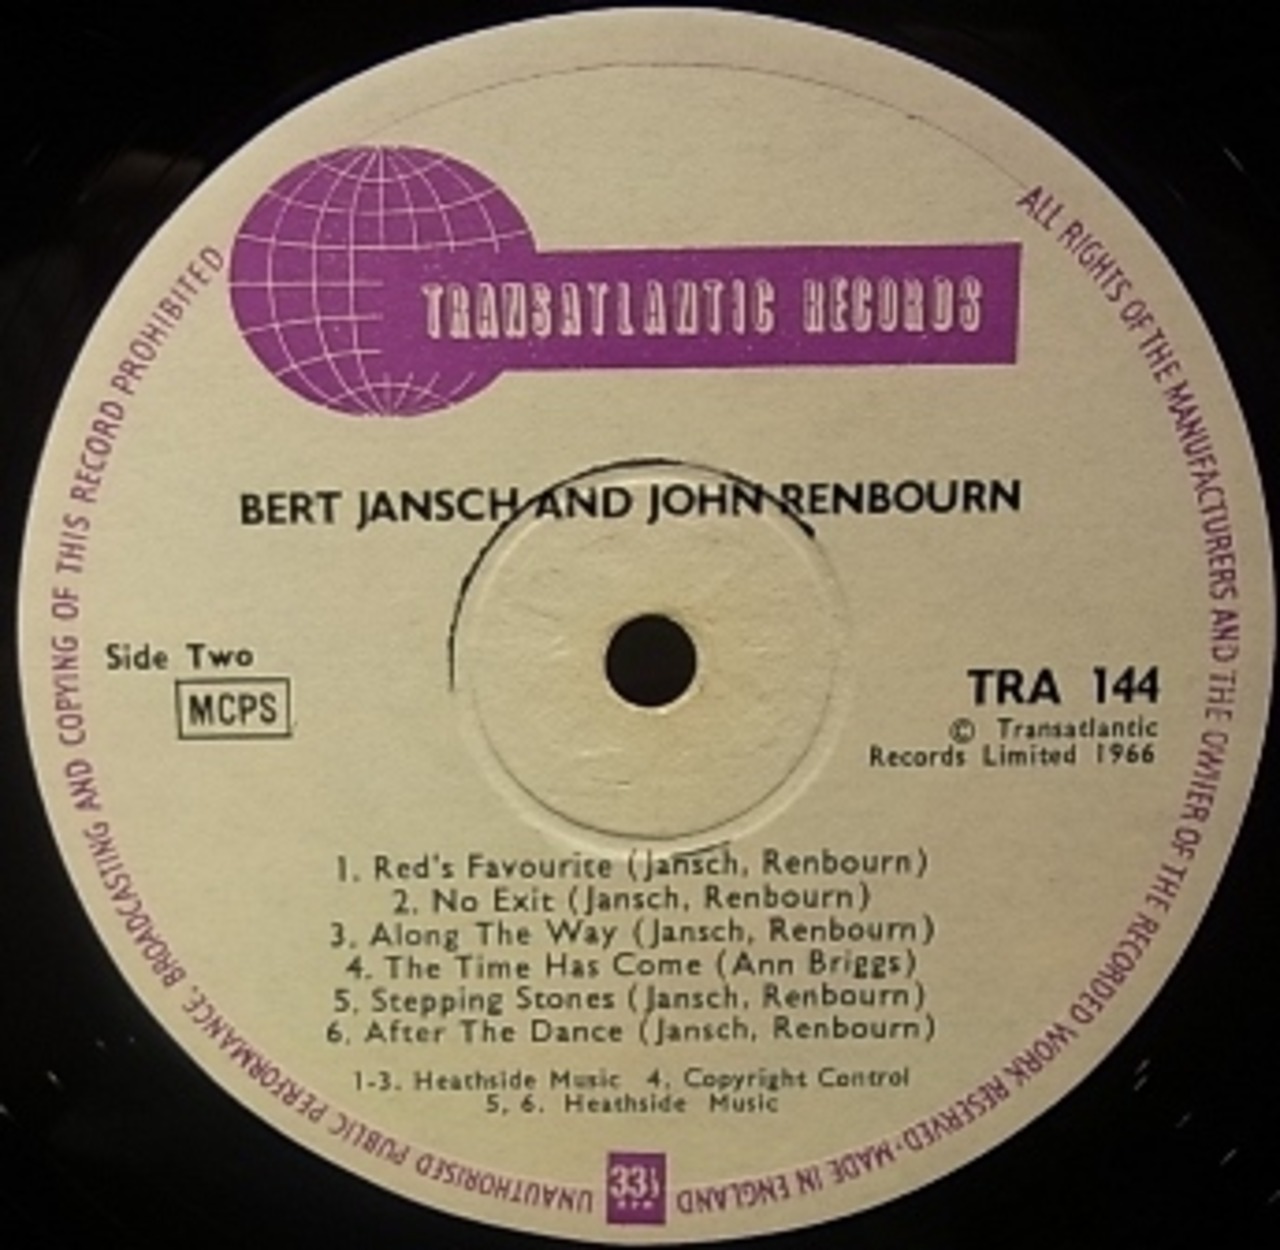 TRANSATLANTIC RECORDS
BERT JANSCH AND JOHN RENBOURN
Side Two
MCPS
TRA 144
© Transatlantic
Records Limited 1966
1. Red's Favourite (Jansch, Renbourn)
2. No Exit (Jansch, Renbourn)
3. Along The Way (Jansch, Renbourn)
4. The Time Has Come (Ann Briggs)
5. Stepping Stones (Jansch, Renbourn)
6. After The Dance (Jansch, Renbourn)
1-3. Heathside Music 4. Copyright Control
5, 6. Heathside Music
33⅓
RPM
ALL RIGHTS OF THE MANUFACTURERS AND THE OWNER OF THE RECORDED WORK RESERVED·MADE IN ENGLAND
UNAUTHORISED PUBLIC PERFORMANCE, BROADCASTING AND COPYING OF THIS RECORD PROHIBITED